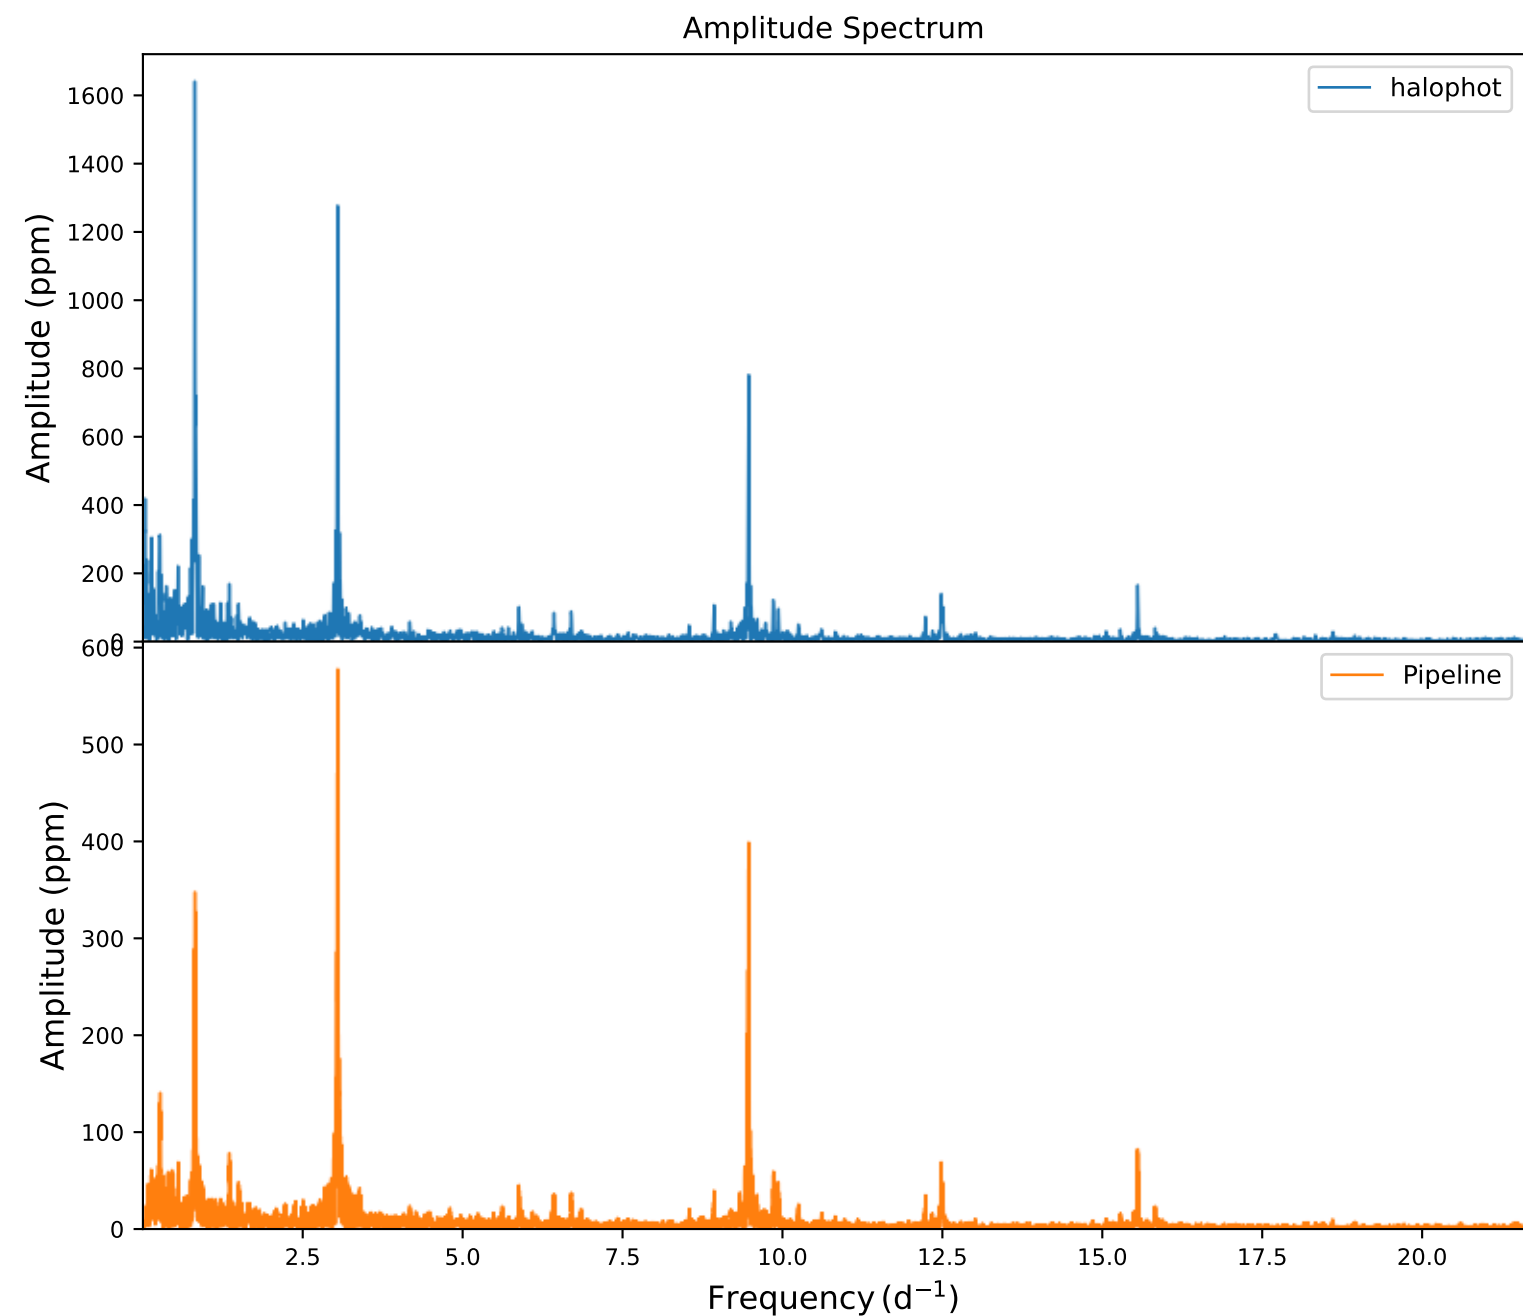 Amplitude Spectrum
halophot
Amplitude (ppm)
1600
1400
1200
1000
800
600
400
200
0
Pipeline
Amplitude (ppm)
600
500
400
300
200
100
0
2.5 5.0 7.5 10.0 12.5 15.0 17.5 20.0
Frequency (d⁻¹)